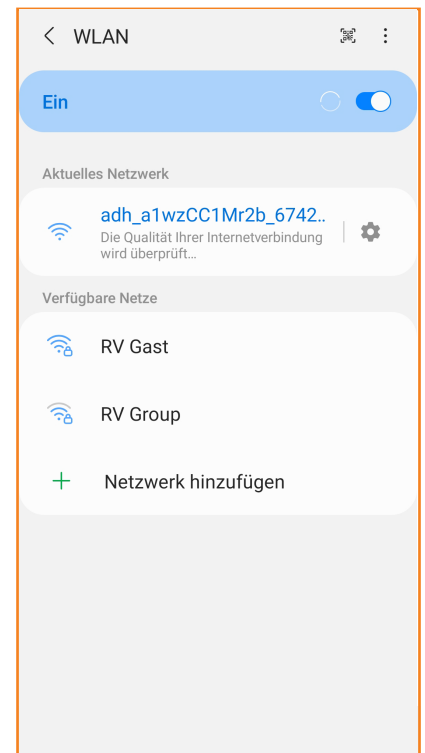 WLAN
Ein
Aktuelles Netzwerk
adh_a1wzCC1Mr2b_6742..
Die Qualität Ihrer Internetverbindung
wird überprüft...
Verfügbare Netze
RV Gast
RV Group
Netzwerk hinzufügen